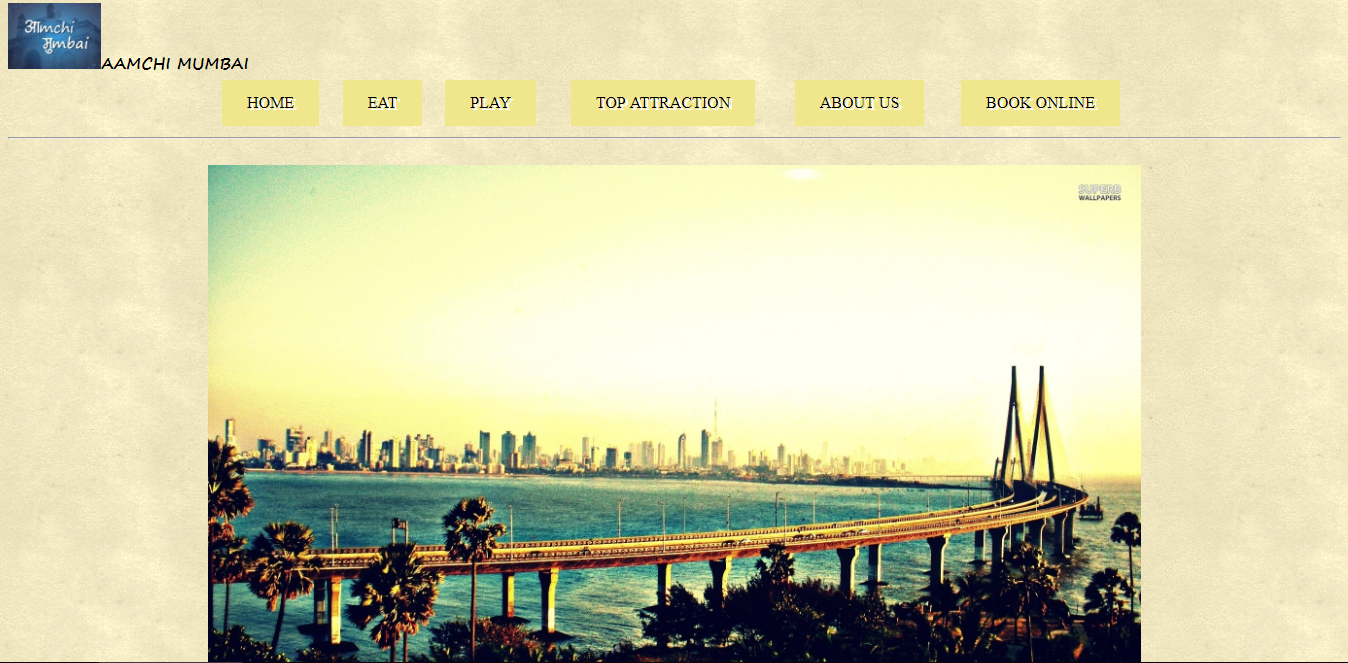 आmchi
मुmbai
AAMCHI MUMBAI
HOME EAT PLAY TOP ATTRACTION ABOUT US BOOK ONLINE
SUPERB
WALLPAPERS